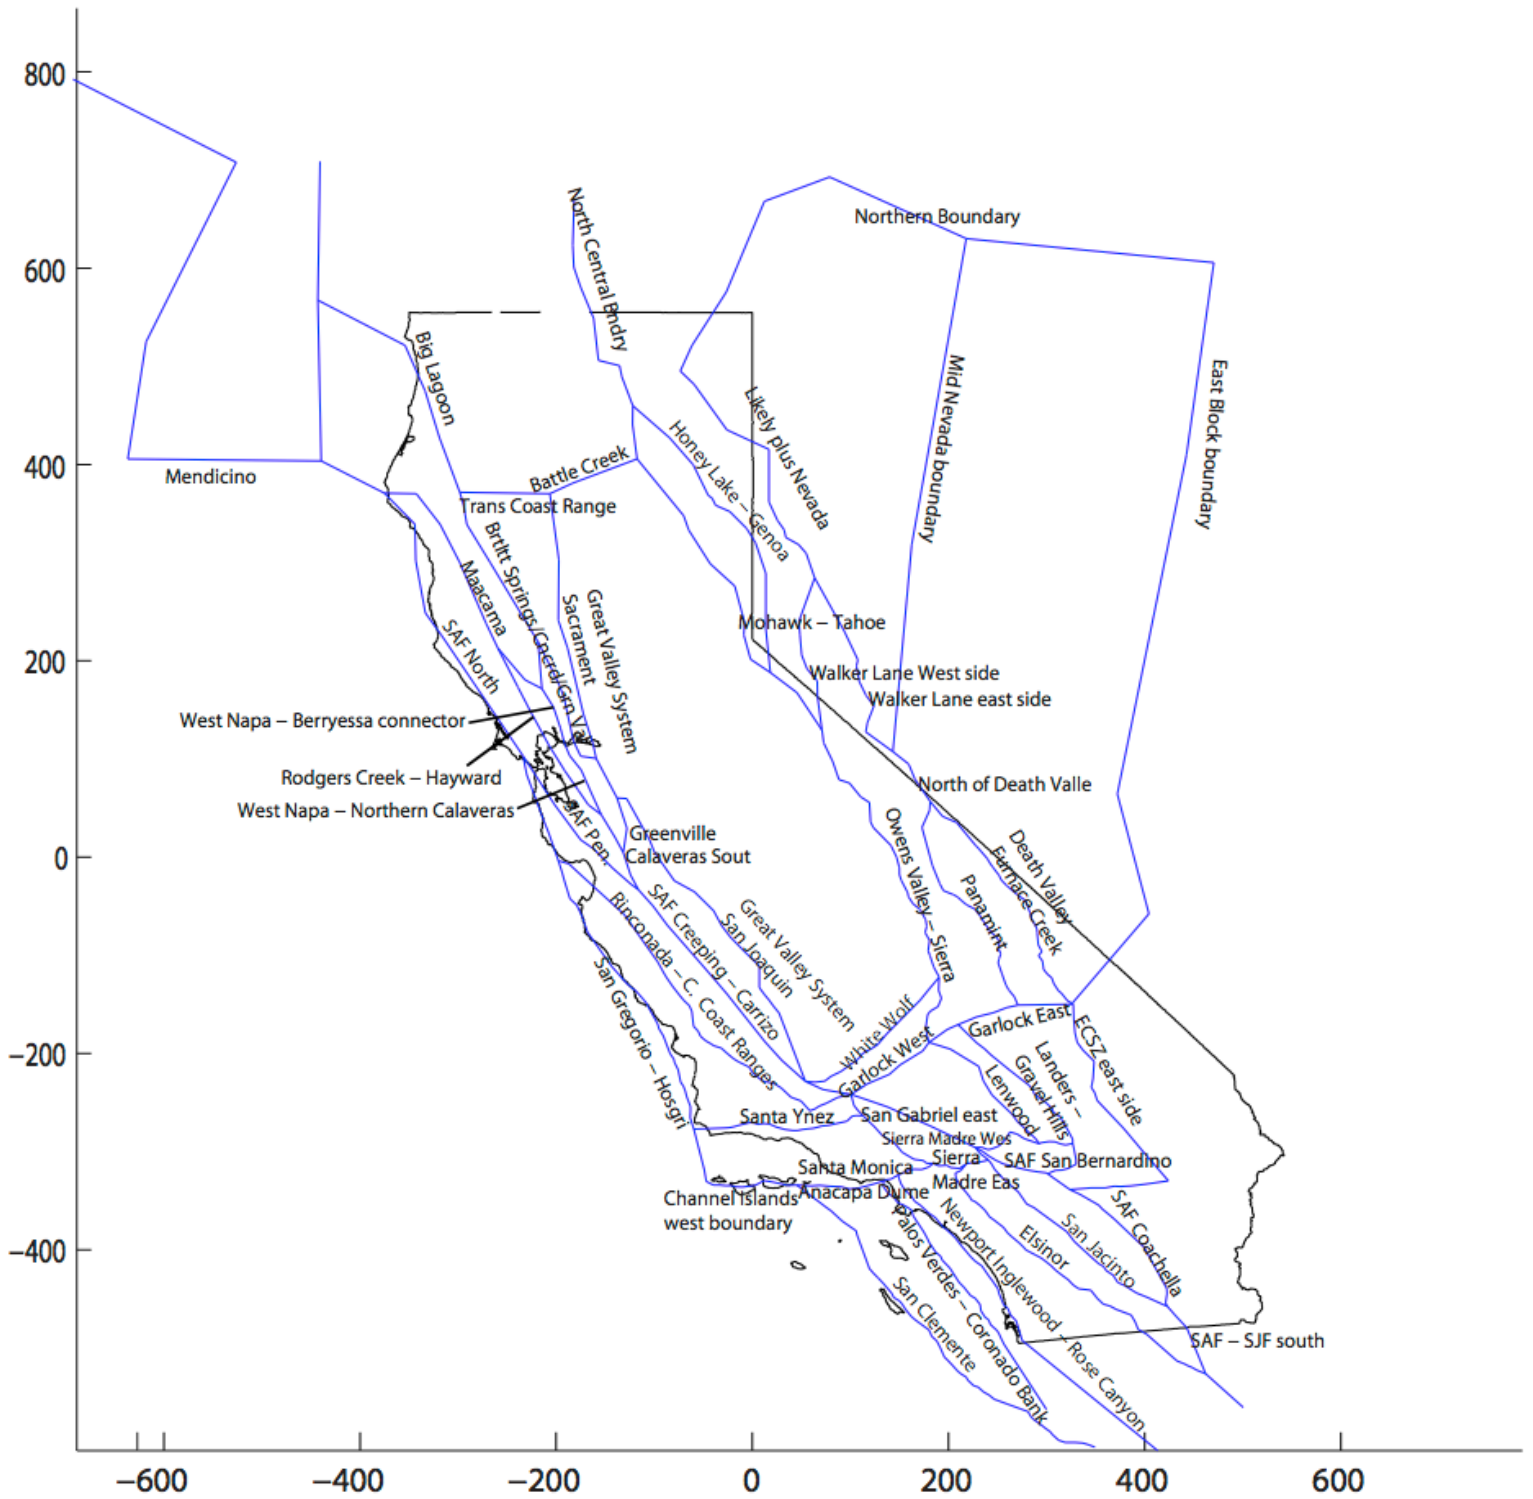 800
600
400
200
0
−200
−400
North Central Bndry
Northern Boundary
Big Lagoon
Mid Nevada boundary
East Block boundary
Likely plus Nevada
Honey Lake – Genoa
Mendicino
Battle Creek
Trans Coast Range
Brtltt Springs/Cncrd/Grn Va
Maacama
SAF North
Sacrament
Great Valley System
Mohawk – Tahoe
Walker Lane West side
Walker Lane east side
West Napa – Berryessa connector
Rodgers Creek – Hayward
West Napa – Northern Calaveras
North of Death Valle
SAF Pen.
Greenville
Calaveras Sout
Owens Valley – Sierra
Death Valley
Furnace Creek
Panamint
Rinconada – C. Coast Ranges
SAF Creeping – Carrizo
San Joaquin
Great Valley System
San Gregorio – Hosgri
White Wolf
Garlock West
Garlock East
ECSZ east side
Landers –
Gravel Hills
Lenwood
Santa Ynez
San Gabriel east
Sierra Madre Wes
Sierra
Madre Eas
SAF San Bernardino
Santa Monica
Anacapa Dume
Channel Islands
west boundary
SAF Coachella
San Jacinto
Elsinor
Newport Inglewood – Rose Canyon
Palos Verdes – Coronado Bank
San Clemente
SAF – SJF south
−600
−400
−200
0
200
400
600